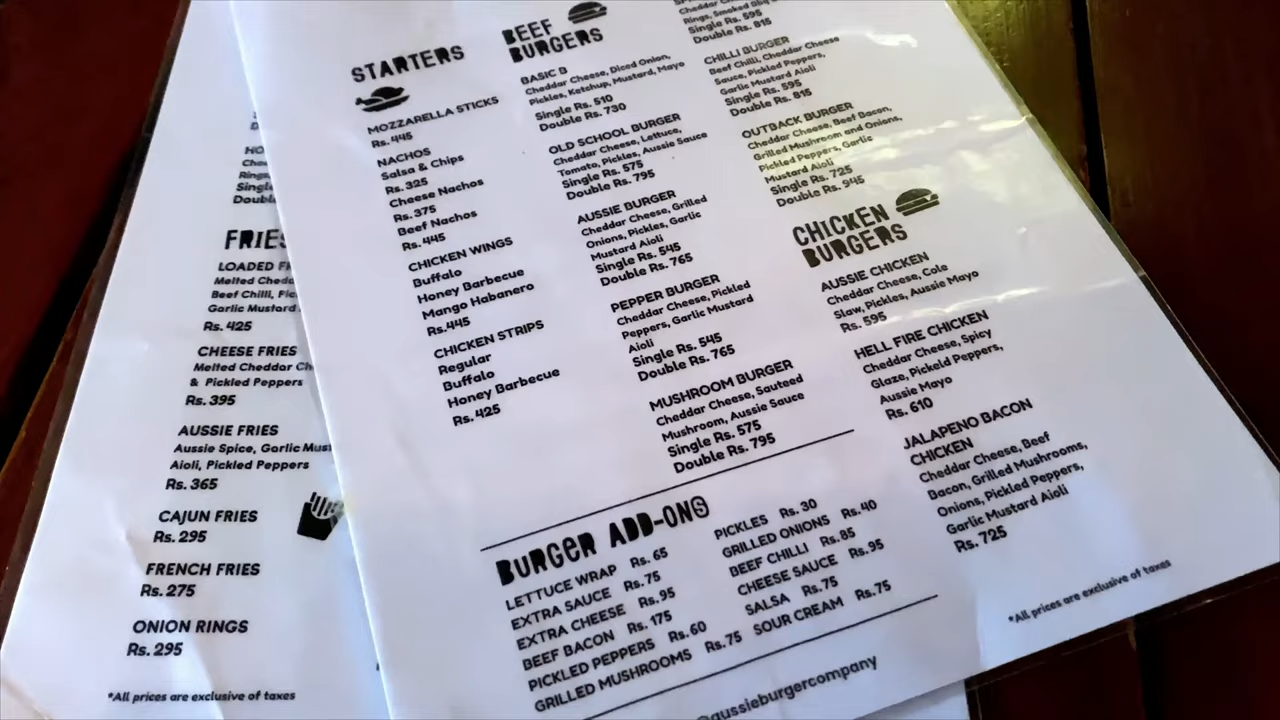 STARTERS
MOZZARELLA STICKS
Rs. 445
NACHOS
Salsa & Chips
Rs. 325
Cheese Nachos
Rs. 375
Beef Nachos
Rs. 445
CHICKEN WINGS
Buffalo
Honey Barbecue
Mango Habanero
Rs.445
CHICKEN STRIPS
Regular
Buffalo
Honey Barbecue
Rs. 425
BEEF
BURGERS
BASIC B
Cheddar Cheese, Diced Onion,
Pickles, Ketchup, Mustard, Mayo
Single Rs. 510
Double Rs. 730
OLD SCHOOL BURGER
Cheddar Cheese, Lettuce,
Tomato, Pickles, Aussie Sauce
Single Rs. 575
Double Rs. 795
AUSSIE BURGER
Cheddar Cheese, Grilled
Onions, Pickles, Garlic
Mustard Aioli
Single Rs. 545
Double Rs. 765
PEPPER BURGER
Cheddar Cheese, Pickled
Peppers, Garlic Mustard
Aioli
Single Rs. 545
Double Rs. 765
MUSHROOM BURGER
Cheddar Cheese, Sauteed
Mushroom, Aussie Sauce
Single Rs. 575
Double Rs. 795
Rings, Smoked
Single Rs. 595
Double Rs. 815
CHILLI BURGER
Beef Chilli, Cheddar Cheese
Sauce, Pickled Peppers,
Garlic Mustard Aioli
Single Rs. 595
Double Rs. 815
OUTBACK BURGER
Cheddar Cheese, Beef Bacon,
Grilled Mushroom and Onions,
Pickled Peppers, Garlic
Mustard Aioli
Single Rs. 725
Double Rs. 945
CHICKEN
BURGERS
AUSSIE CHICKEN
Cheddar Cheese, Cole
Slaw, Pickles, Aussie Mayo
Rs. 595
HELL FIRE CHICKEN
Cheddar Cheese, Spicy
Glaze, Pickeld Peppers,
Aussie Mayo
Rs. 610
JALAPENO BACON
CHICKEN
Cheddar Cheese, Beef
Bacon, Grilled Mushrooms,
Onions, Pickled Peppers,
Garlic Mustard Aioli
Rs. 725
BURGER ADD-ONS
LETTUCE WRAP Rs. 65
EXTRA SAUCE Rs.75
EXTRA CHEESE Rs.95
BEEF BACON Rs. 175
PICKLED PEPPERS Rs.60
GRILLED MUSHROOMS Rs.75
PICKLES Rs. 30
GRILLED ONIONS Rs.40
BEEF CHILLI Rs.85
CHEESE SAUCE Rs.95
SALSA Rs.75
SOUR CREAM Rs.75
*All prices are exclusive of taxes
@aussieburgercompany
FRIES
LOADED
Melted
Beef Chilli,
Garlic Mustard
Rs. 425
CHEESE FRIES
Melted Cheddar
& Pickled Peppers
Rs. 395
AUSSIE FRIES
Aussie Spice, Garlic
Aioli, Pickled Peppers
Rs. 365
CAJUN FRIES
Rs. 295
FRENCH FRIES
Rs. 275
ONION RINGS
Rs. 295
*All prices are exclusive of taxes